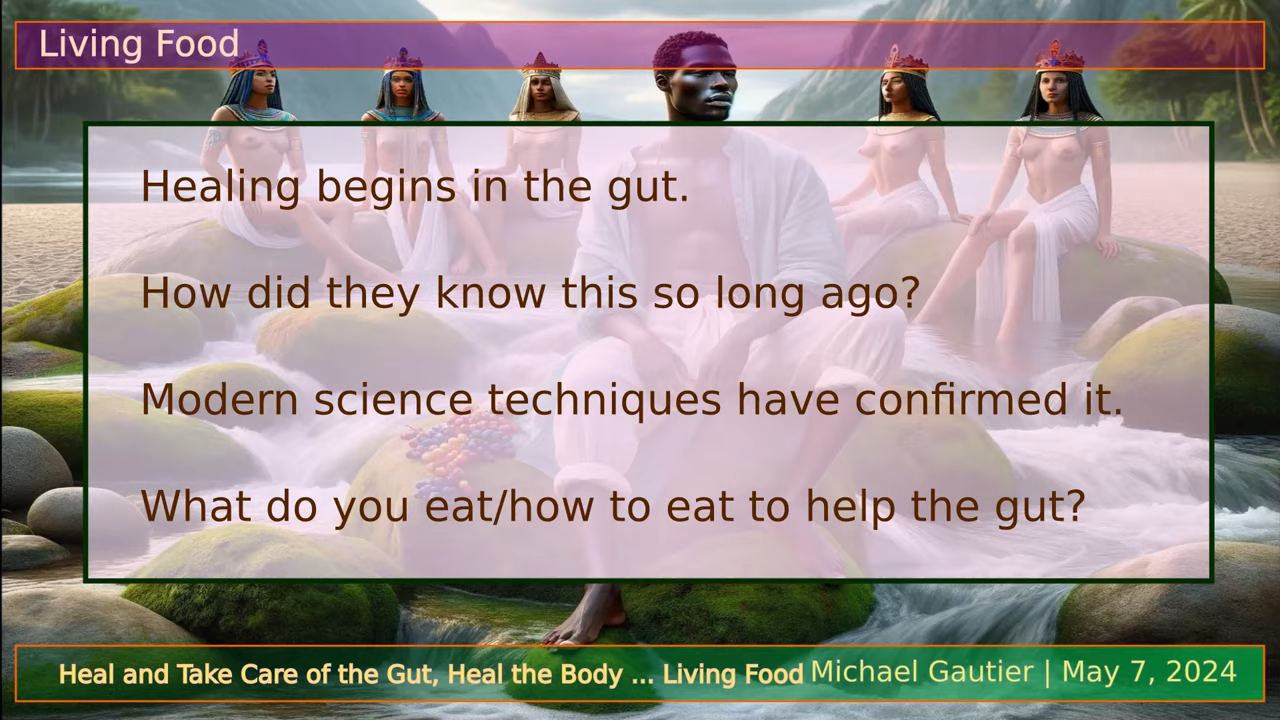 Living Food
Healing begins in the gut.
How did they know this so long ago?
Modern science techniques have confirmed it.
What do you eat/how to eat to help the gut?
Heal and Take Care of the Gut, Heal the Body ... Living Food Michael Gautier | May 7, 2024